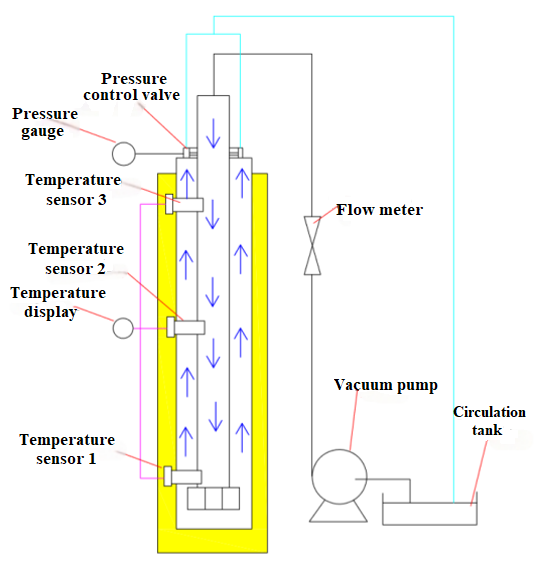 Pressure
control valve
Pressure
gauge
Temperature
sensor 3
Flow meter
Temperature
sensor 2
Temperature
display
Vacuum pump
Circulation
tank
Temperature
sensor 1